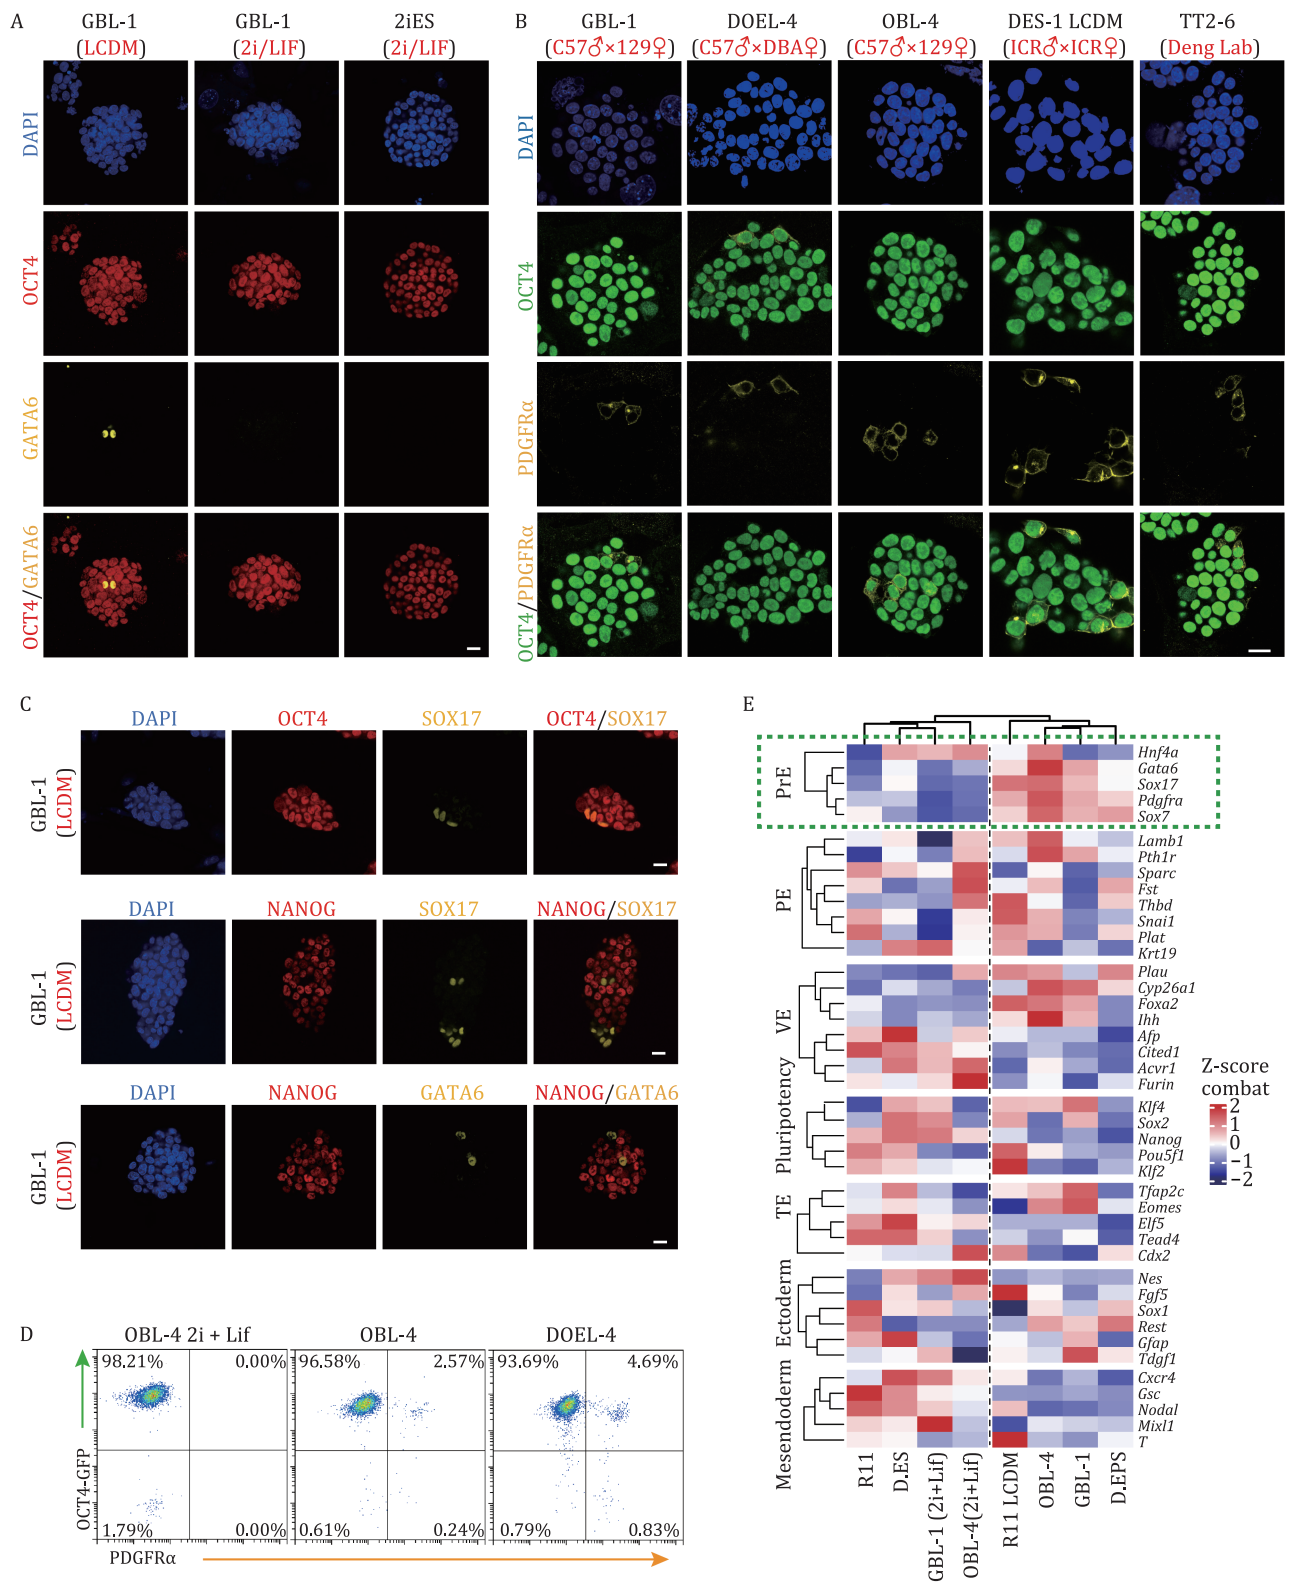 A
GBL-1
(LCDM)
GBL-1
(2i/LIF)
2iES
(2i/LIF)
DAPI
OCT4
GATA6
OCT4/GATA6
B
GBL-1
(C57♂×129♀)
DOEL-4
(C57♂×DBA♀)
OBL-4
(C57♂×129♀)
DES-1 LCDM
(ICR♂×ICR♀)
TT2-6
(Deng Lab)
DAPI
OCT4
PDGFRα
OCT4/PDGFRα
C
DAPI OCT4 SOX17 OCT4/SOX17
GBL-1
(LCDM)
DAPI NANOG SOX17 NANOG/SOX17
GBL-1
(LCDM)
DAPI NANOG GATA6 NANOG/GATA6
GBL-1
(LCDM)
D
OBL-4 2i + Lif OBL-4 DOEL-4
98.21% 0.00% 96.58% 2.57% 93.69% 4.69%
1.79% 0.00% 0.61% 0.24% 0.79% 0.83%
OCT4-GFP
PDGFRα
E
PrE
Hnf4a
Gata6
Sox17
Pdgfra
Sox7
PE
Lamb1
Pth1r
Sparc
Fst
Thbd
Snai1
Plat
Krt19
VE
Plau
Cyp26a1
Foxa2
Ihh
Afp
Cited1
Acvr1
Furin
Pluripotency
Klf4
Sox2
Nanog
Pou5f1
Klf2
TE
Tfap2c
Eomes
Elf5
Tead4
Cdx2
Ectoderm
Nes
Fgf5
Sox1
Rest
Gfap
Tdgf1
Mesendoderm
Cxcr4
Gsc
Nodal
Mixl1
T
R11
D.ES
GBL-1 (2i+Lif)
OBL-4(2i+Lif)
R11 LCDM
OBL-4
GBL-1
D.EPS
Z-score
combat
2
1
0
−1
−2